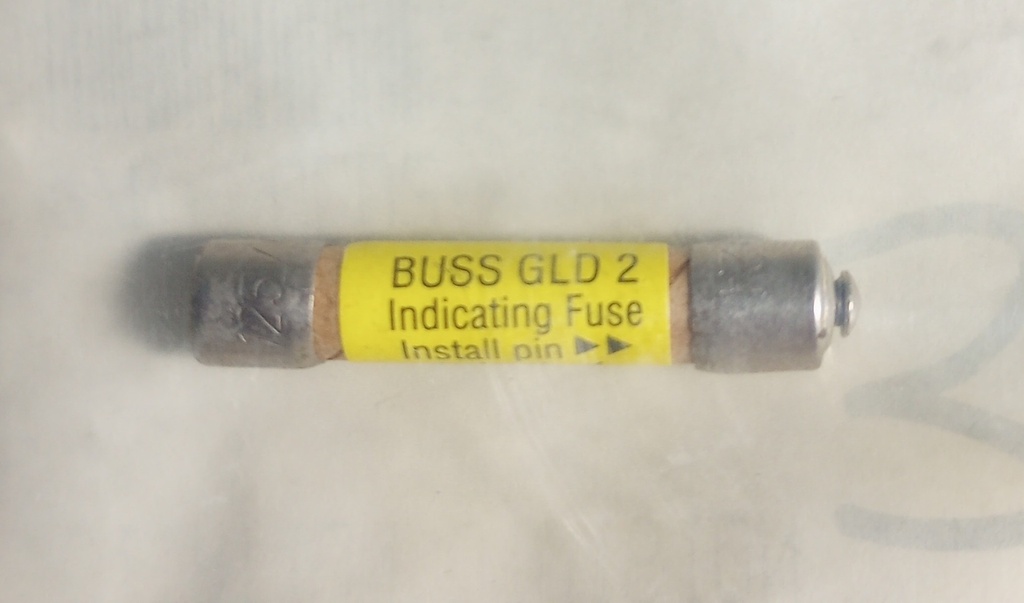 BUSS GLD 2
Indicating Fuse
Install pin ►►